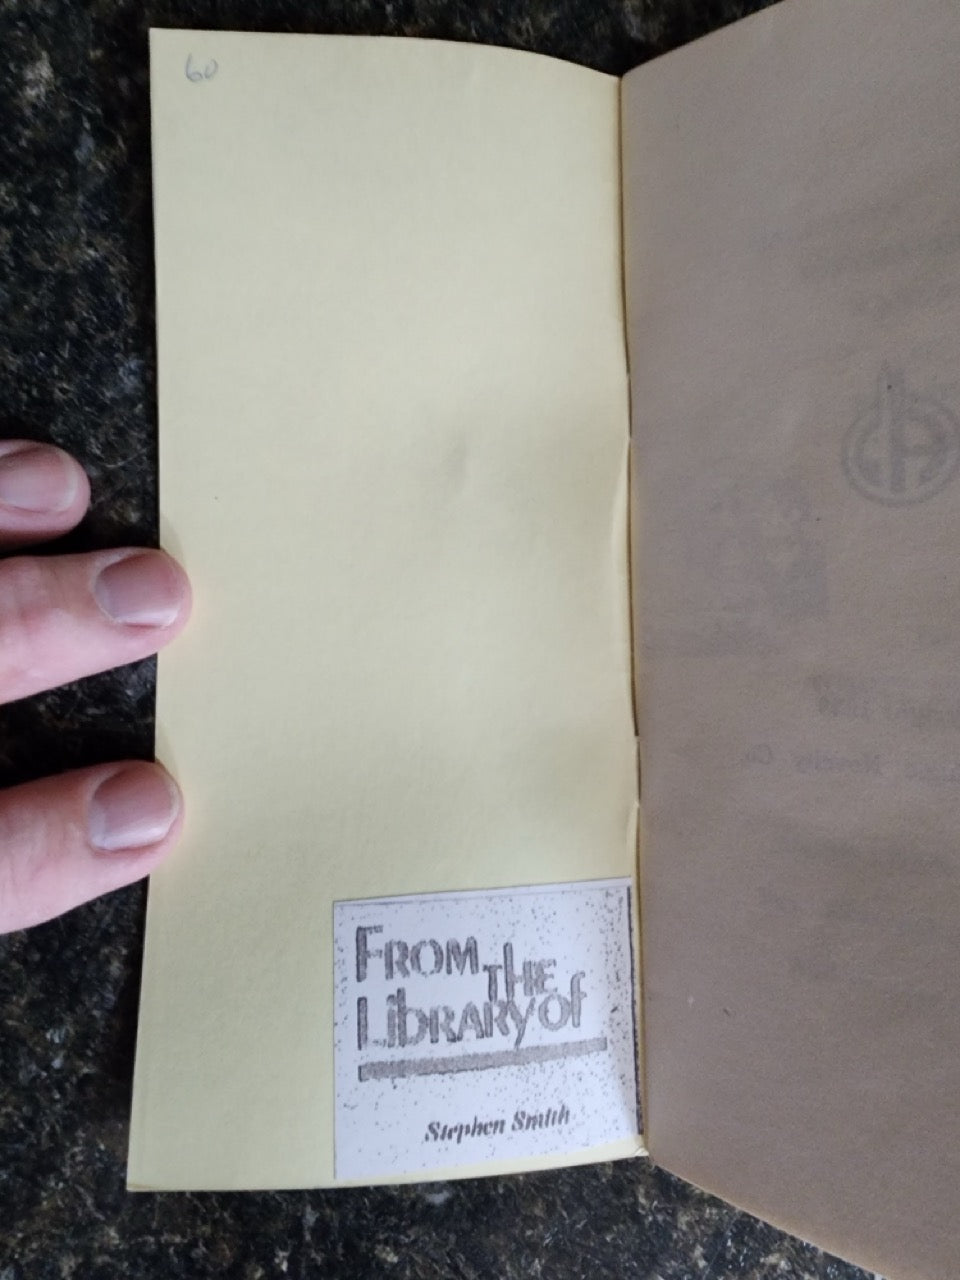 60
FROM THE
LibRARY of
Stephen Smith